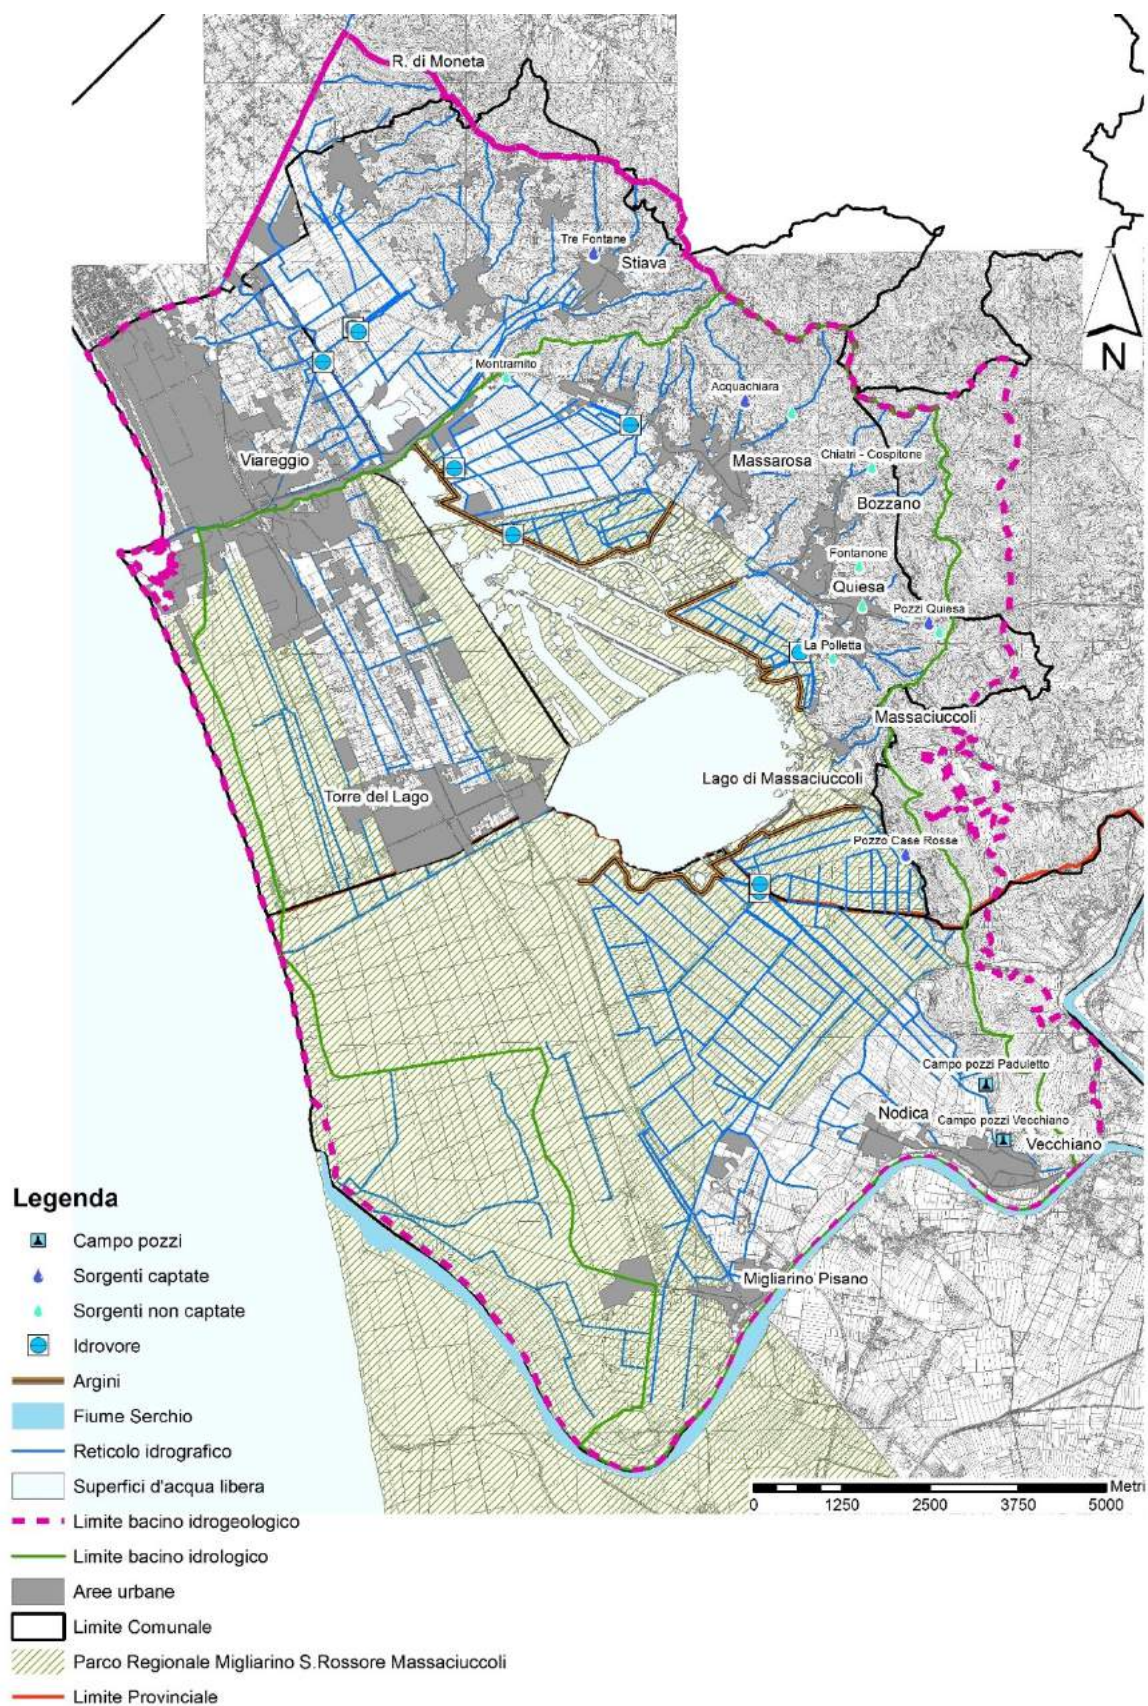 R. di Moneta
Tre Fontane
Stiava
N
Montramito
Acquachiara
Viareggio
Massarosa
Chiatri - Cospitone
Bozzano
Fontanone
Quiesa
Pozzi Quiesa
La Polletta
Massaciuccoli
Lago di Massaciuccoli
Torre del Lago
Pozzo Case Rosse
Campo pozzi Paduletto
Nodica
Campo pozzi Vecchiano
Vecchiano
Migliarino Pisano
Legenda
Campo pozzi
Sorgenti captate
Sorgenti non captate
Idrovore
Argini
Fiume Serchio
Reticolo idrografico
Superfici d'acqua libera
Limite bacino idrogeologico
Limite bacino idrologico
Aree urbane
Limite Comunale
Parco Regionale Migliarino S.Rossore Massaciuccoli
Limite Provinciale
Metri
0 1250 2500 3750 5000